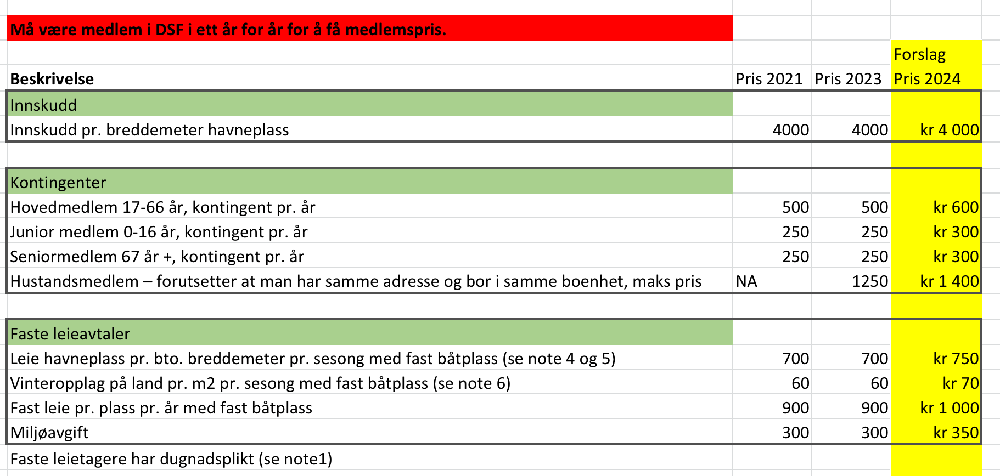 Må være medlem i DSF i ett år for år for å få medlemspris.
Forslag
Beskrivelse Pris 2021 Pris 2023 Pris 2024
Innskudd
Innskudd pr. breddemeter havneplass 4000 4000 kr 4 000
Kontingenter
Hovedmedlem 17-66 år, kontingent pr. år 500 500 kr 600
Junior medlem 0-16 år, kontingent pr. år 250 250 kr 300
Seniormedlem 67 år +, kontingent pr. år 250 250 kr 300
Hustandsmedlem – forutsetter at man har samme adresse og bor i samme boenhet, maks pris NA 1250 kr 1 400
Faste leieavtaler
Leie havneplass pr. bto. breddemeter pr. sesong med fast båtplass (se note 4 og 5) 700 700 kr 750
Vinteropplag på land pr. m2 pr. sesong med fast båtplass (se note 6) 60 60 kr 70
Fast leie pr. plass pr. år med fast båtplass 900 900 kr 1 000
Miljøavgift 300 300 kr 350
Faste leietagere har dugnadsplikt (se note1)